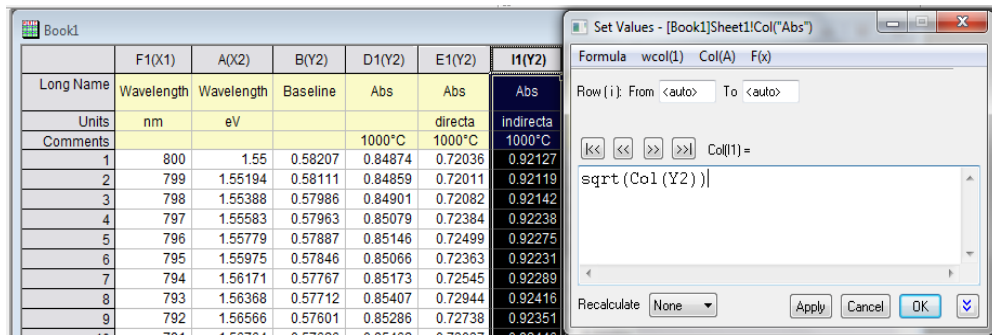 Book1
F1(X1) A(X2) B(Y2) D1(Y2) E1(Y2) I1(Y2)
Long Name Wavelength Wavelength Baseline Abs Abs Abs
Units nm eV directa indirecta
Comments 1000°C 1000°C 1000°C
1 800 1.55 0.58207 0.84874 0.72036 0.92127
2 799 1.55194 0.58111 0.84859 0.72011 0.92119
3 798 1.55388 0.57986 0.84901 0.72082 0.92142
4 797 1.55583 0.57963 0.85079 0.72384 0.92238
5 796 1.55779 0.57887 0.85146 0.72499 0.92275
6 795 1.55975 0.57846 0.85066 0.72363 0.92231
7 794 1.56171 0.57767 0.85173 0.72545 0.92289
8 793 1.56368 0.57712 0.85407 0.72944 0.92416
9 792 1.56566 0.57601 0.85286 0.72738 0.92351
Set Values - [Book1]Sheet1!Col("Abs")
Formula wcol(1) Col(A) F(x)
Row (i): From <auto> To <auto>
|<< << >> >>| Col(I1) =
sqrt(Col(Y2))
Recalculate None Apply Cancel OK